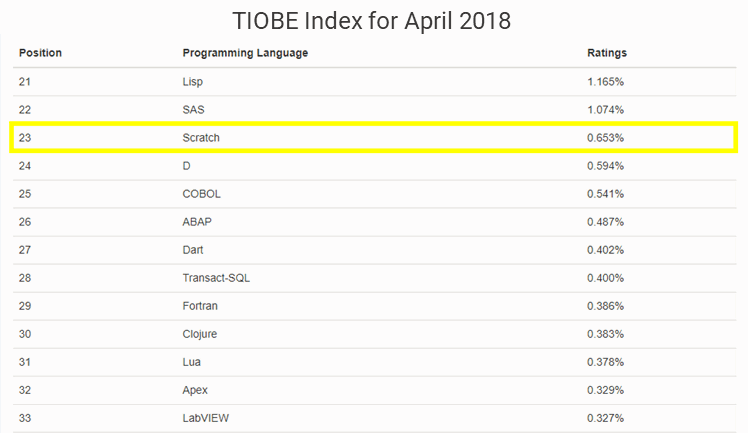 TIOBE Index for April 2018
Position Programming Language Ratings
21 Lisp 1.165%
22 SAS 1.074%
23 Scratch 0.653%
24 D 0.594%
25 COBOL 0.541%
26 ABAP 0.487%
27 Dart 0.402%
28 Transact-SQL 0.400%
29 Fortran 0.386%
30 Clojure 0.383%
31 Lua 0.378%
32 Apex 0.329%
33 LabVIEW 0.327%